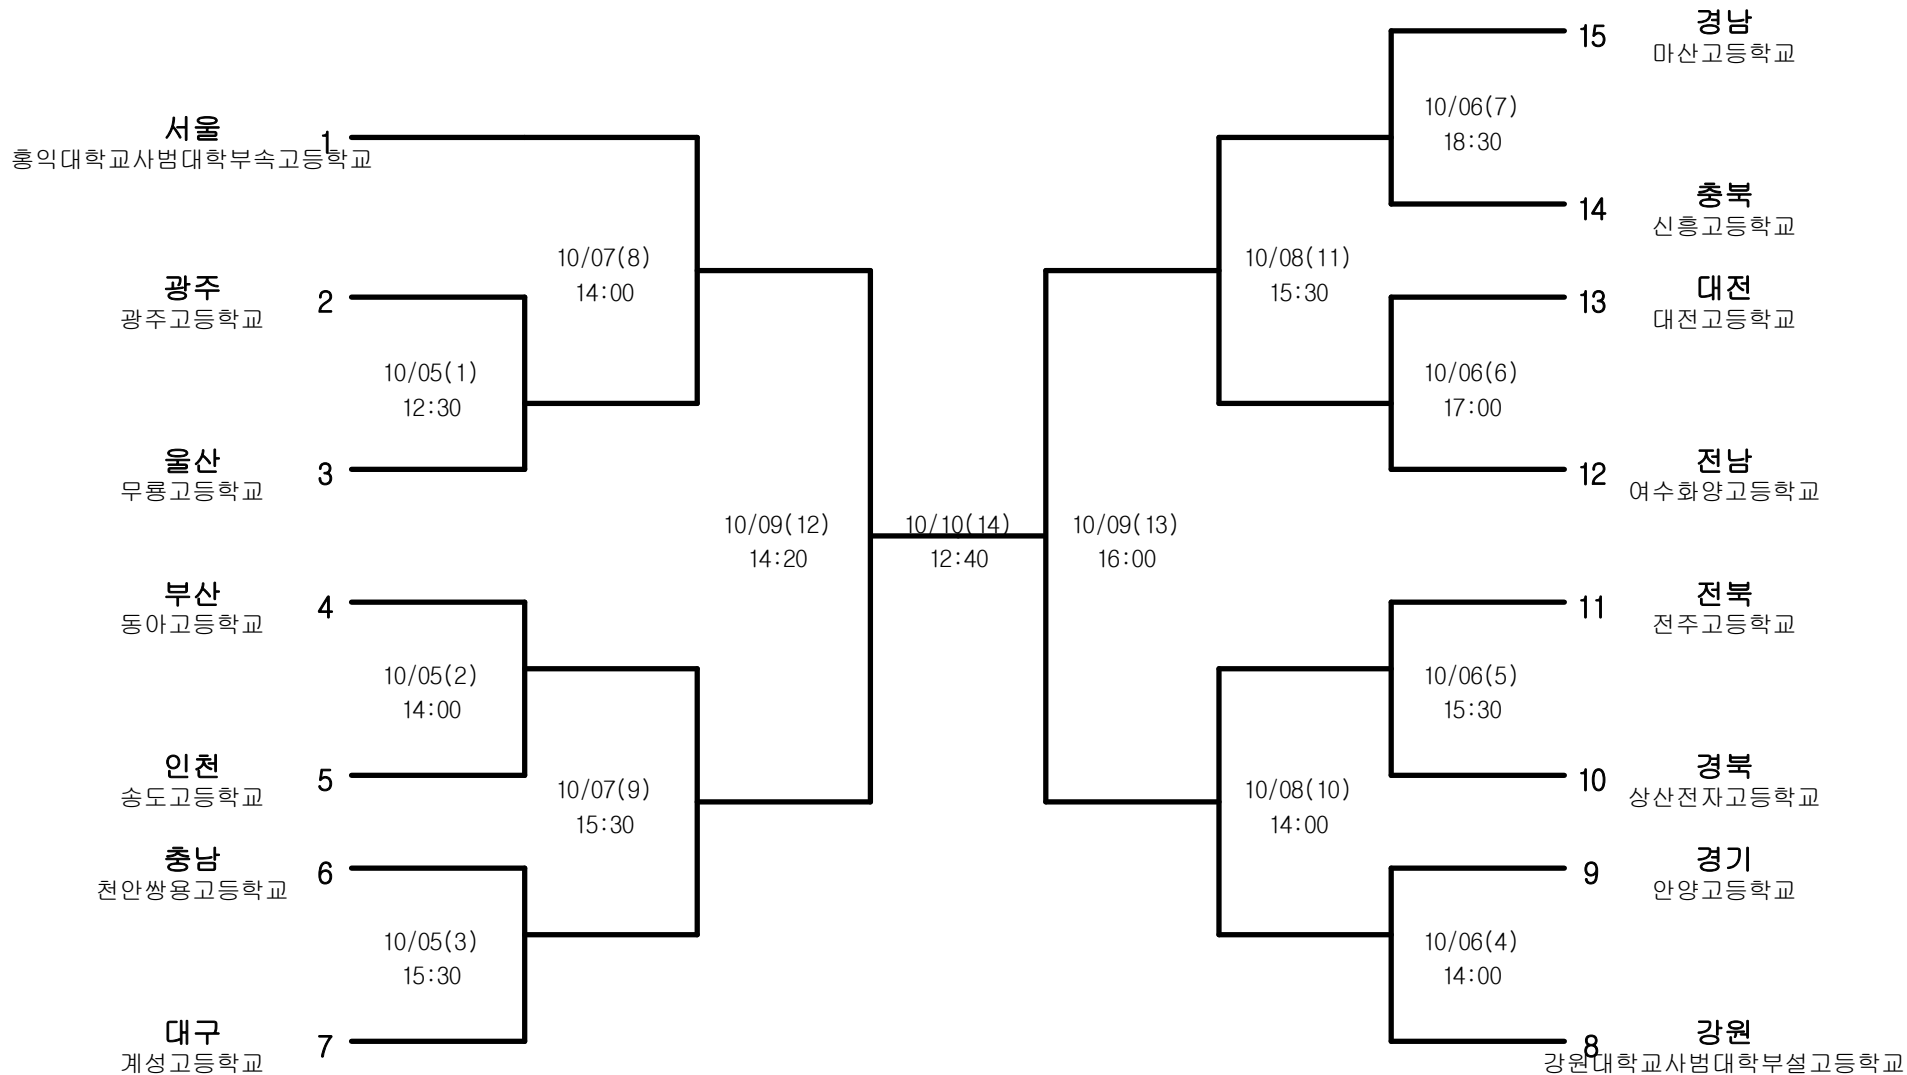 서울
홍익대학교사범대학부속고등학교
1
광주
광주고등학교
2
10/05(1)
12:30
울산
무룡고등학교
3
10/07(8)
14:00
부산
동아고등학교
4
10/05(2)
14:00
인천
송도고등학교
5
10/07(9)
15:30
충남
천안쌍용고등학교
6
10/05(3)
15:30
대구
계성고등학교
7
10/09(12)
14:20
10/10(14)
12:40
10/09(13)
16:00
15
경남
마산고등학교
10/06(7)
18:30
14
충북
신흥고등학교
10/08(11)
15:30
13
대전
대전고등학교
10/06(6)
17:00
12
전남
여수화양고등학교
11
전북
전주고등학교
10/06(5)
15:30
10
경북
상산전자고등학교
10/08(10)
14:00
9
경기
안양고등학교
10/06(4)
14:00
8
강원
강원대학교사범대학부설고등학교